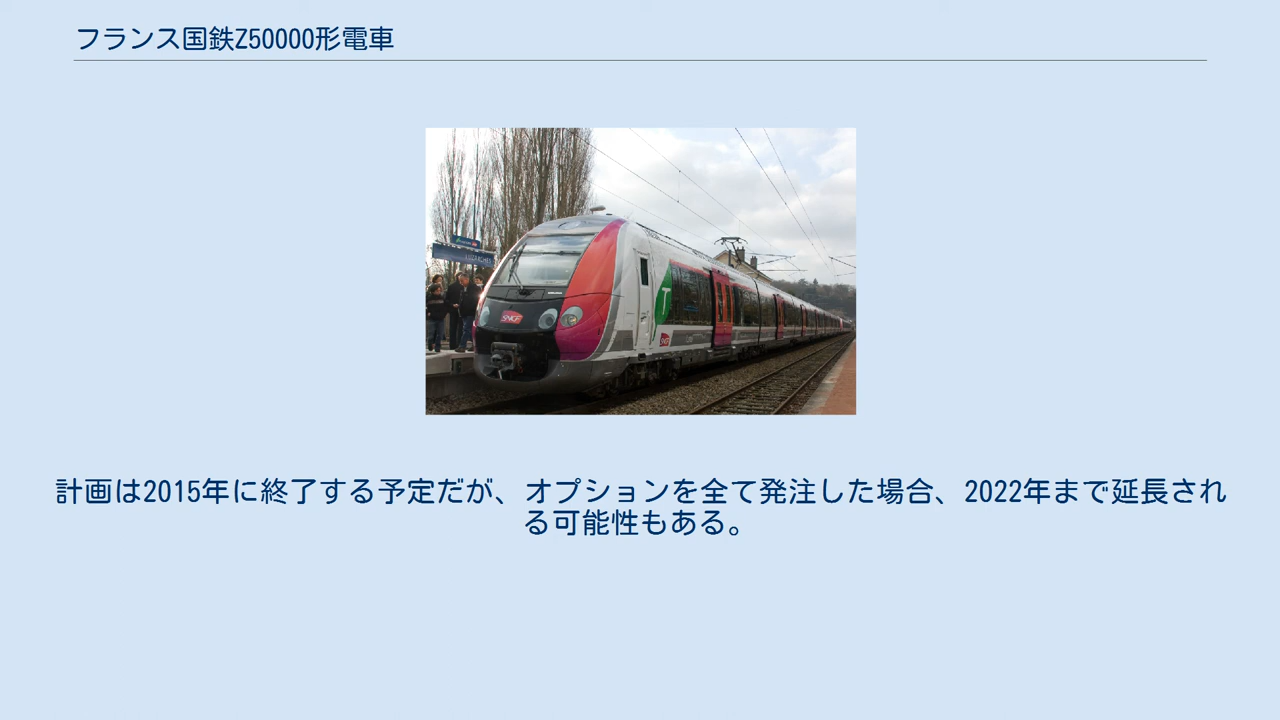 フランス国鉄Z50000形電車
LUZARCHES
SNCF
T
SNCF
計画は2015年に終了する予定だが、オプションを全て発注した場合、2022年まで延長され
る可能性もある。